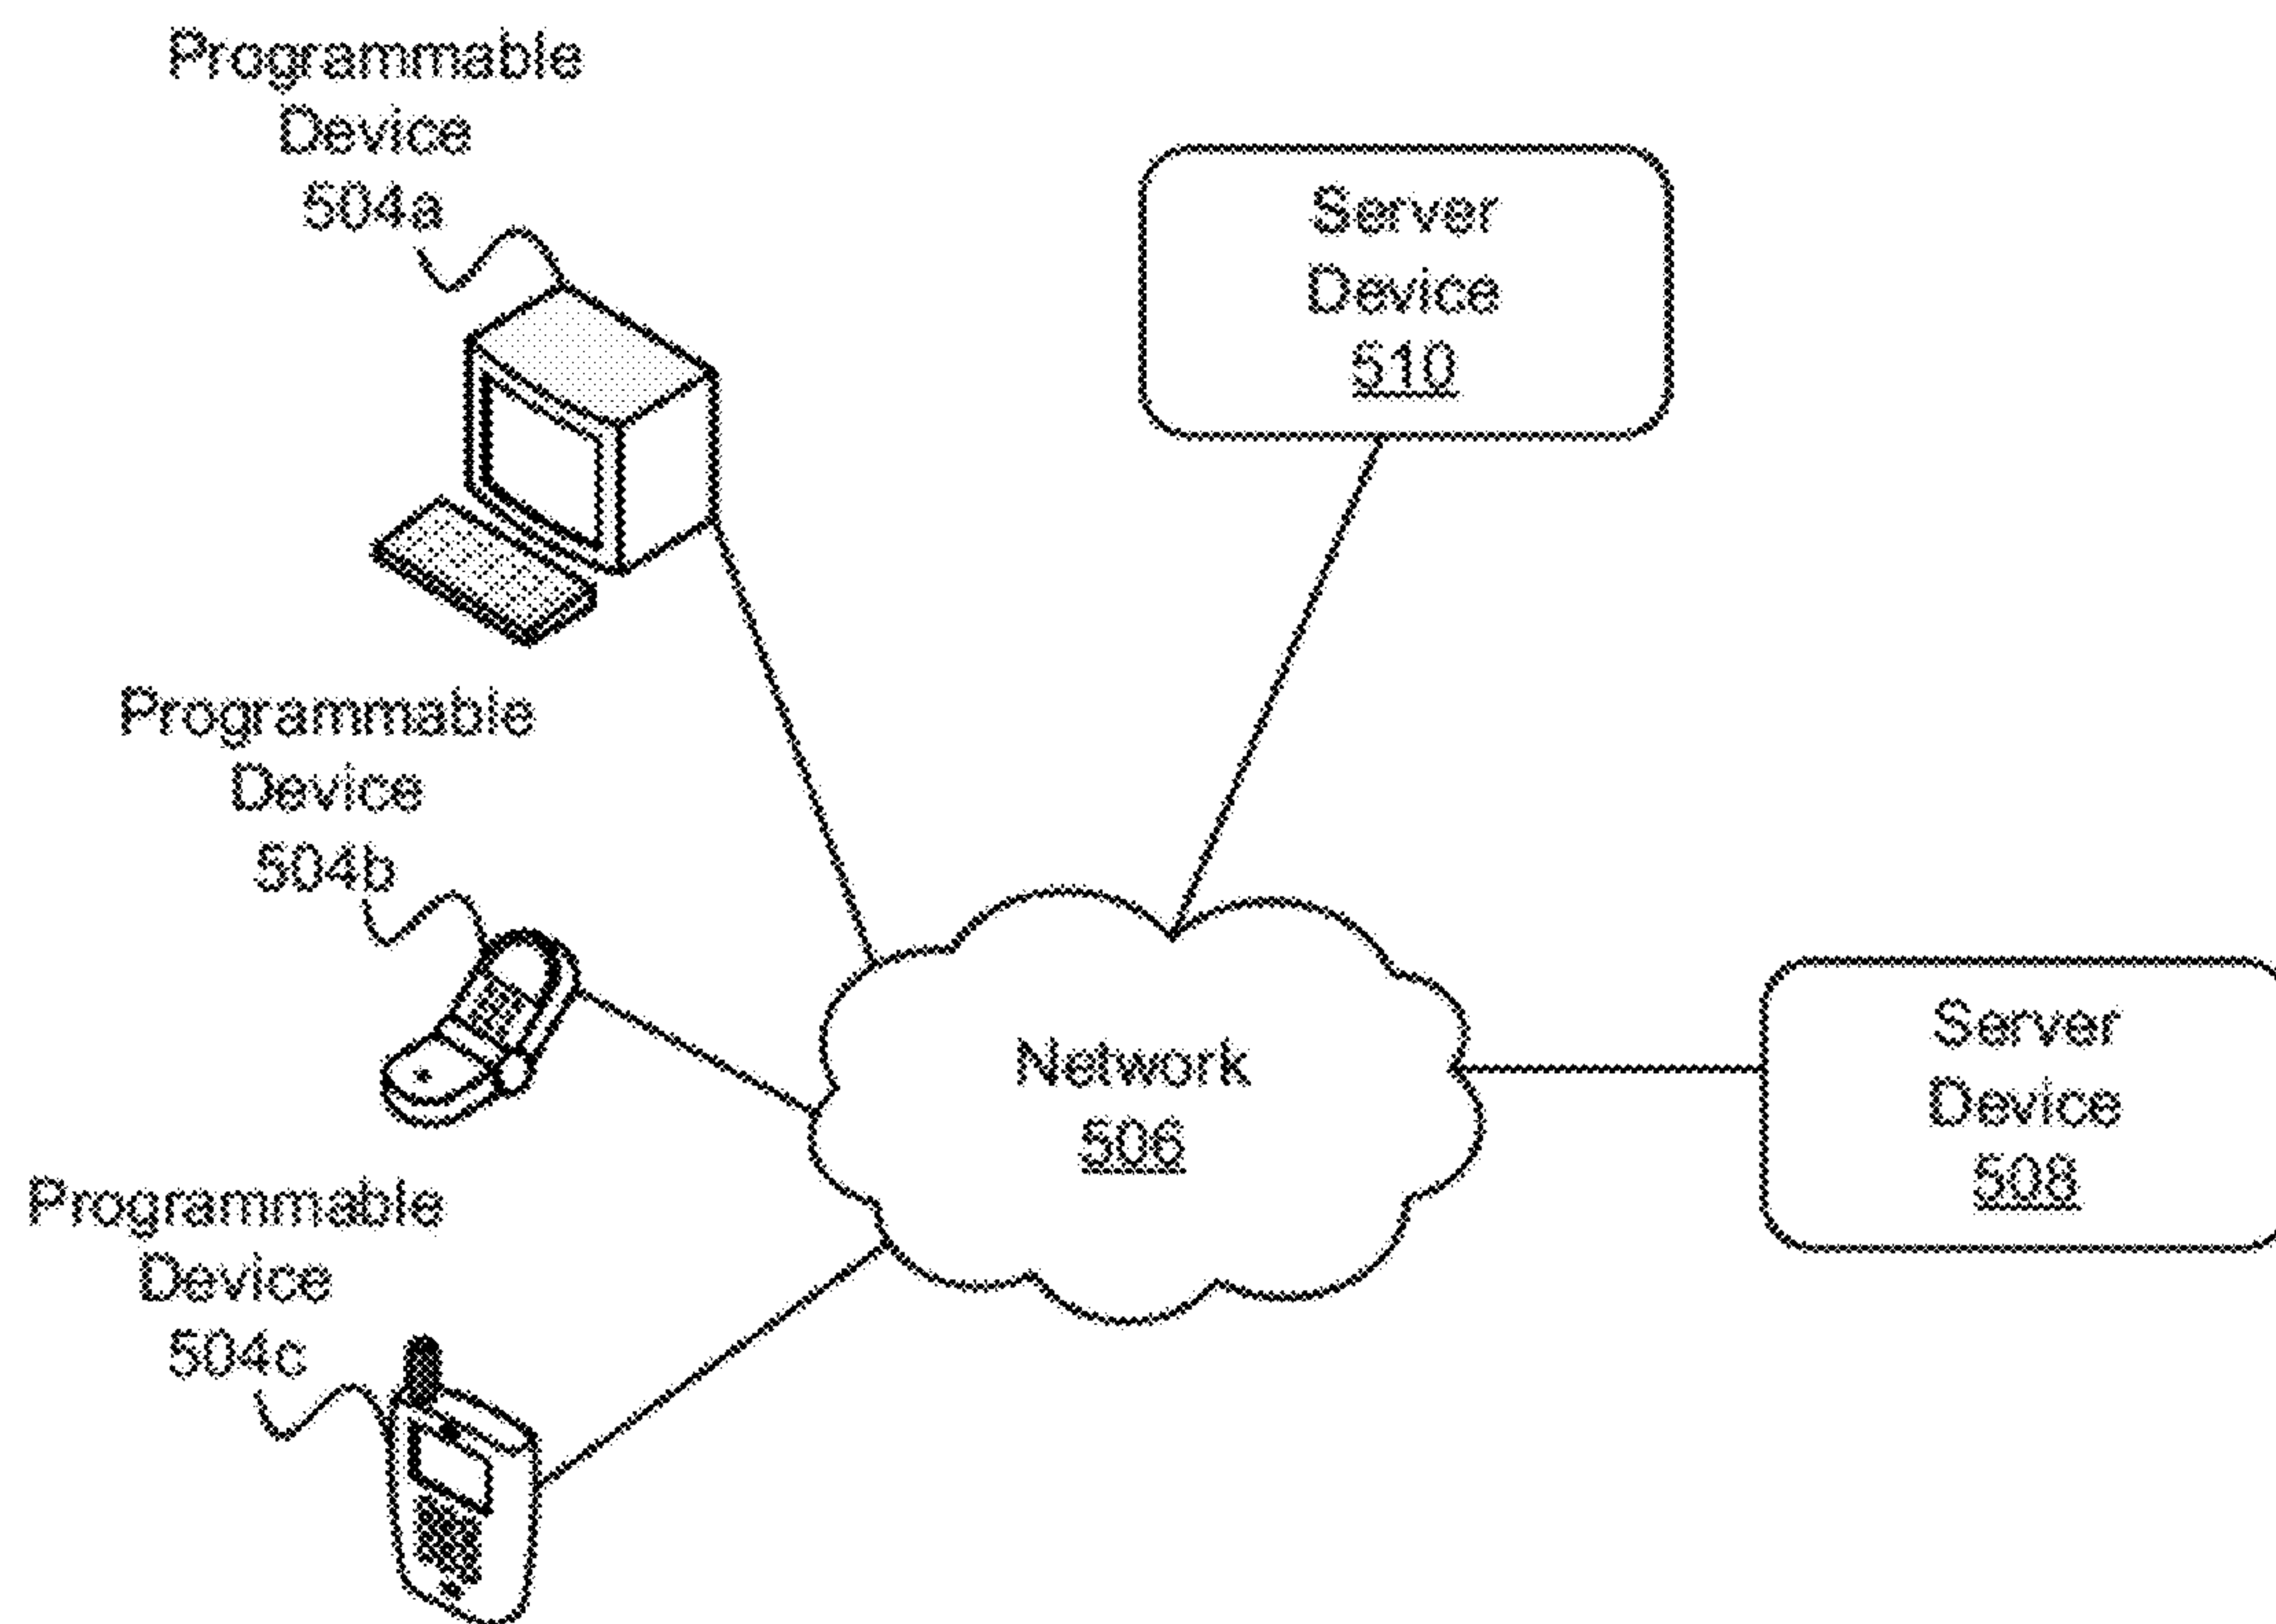 Programmable
Device
504a
Server
Device
510
Programmable
Device
504b
Network
506
Server
Device
508
Programmable
Device
504c